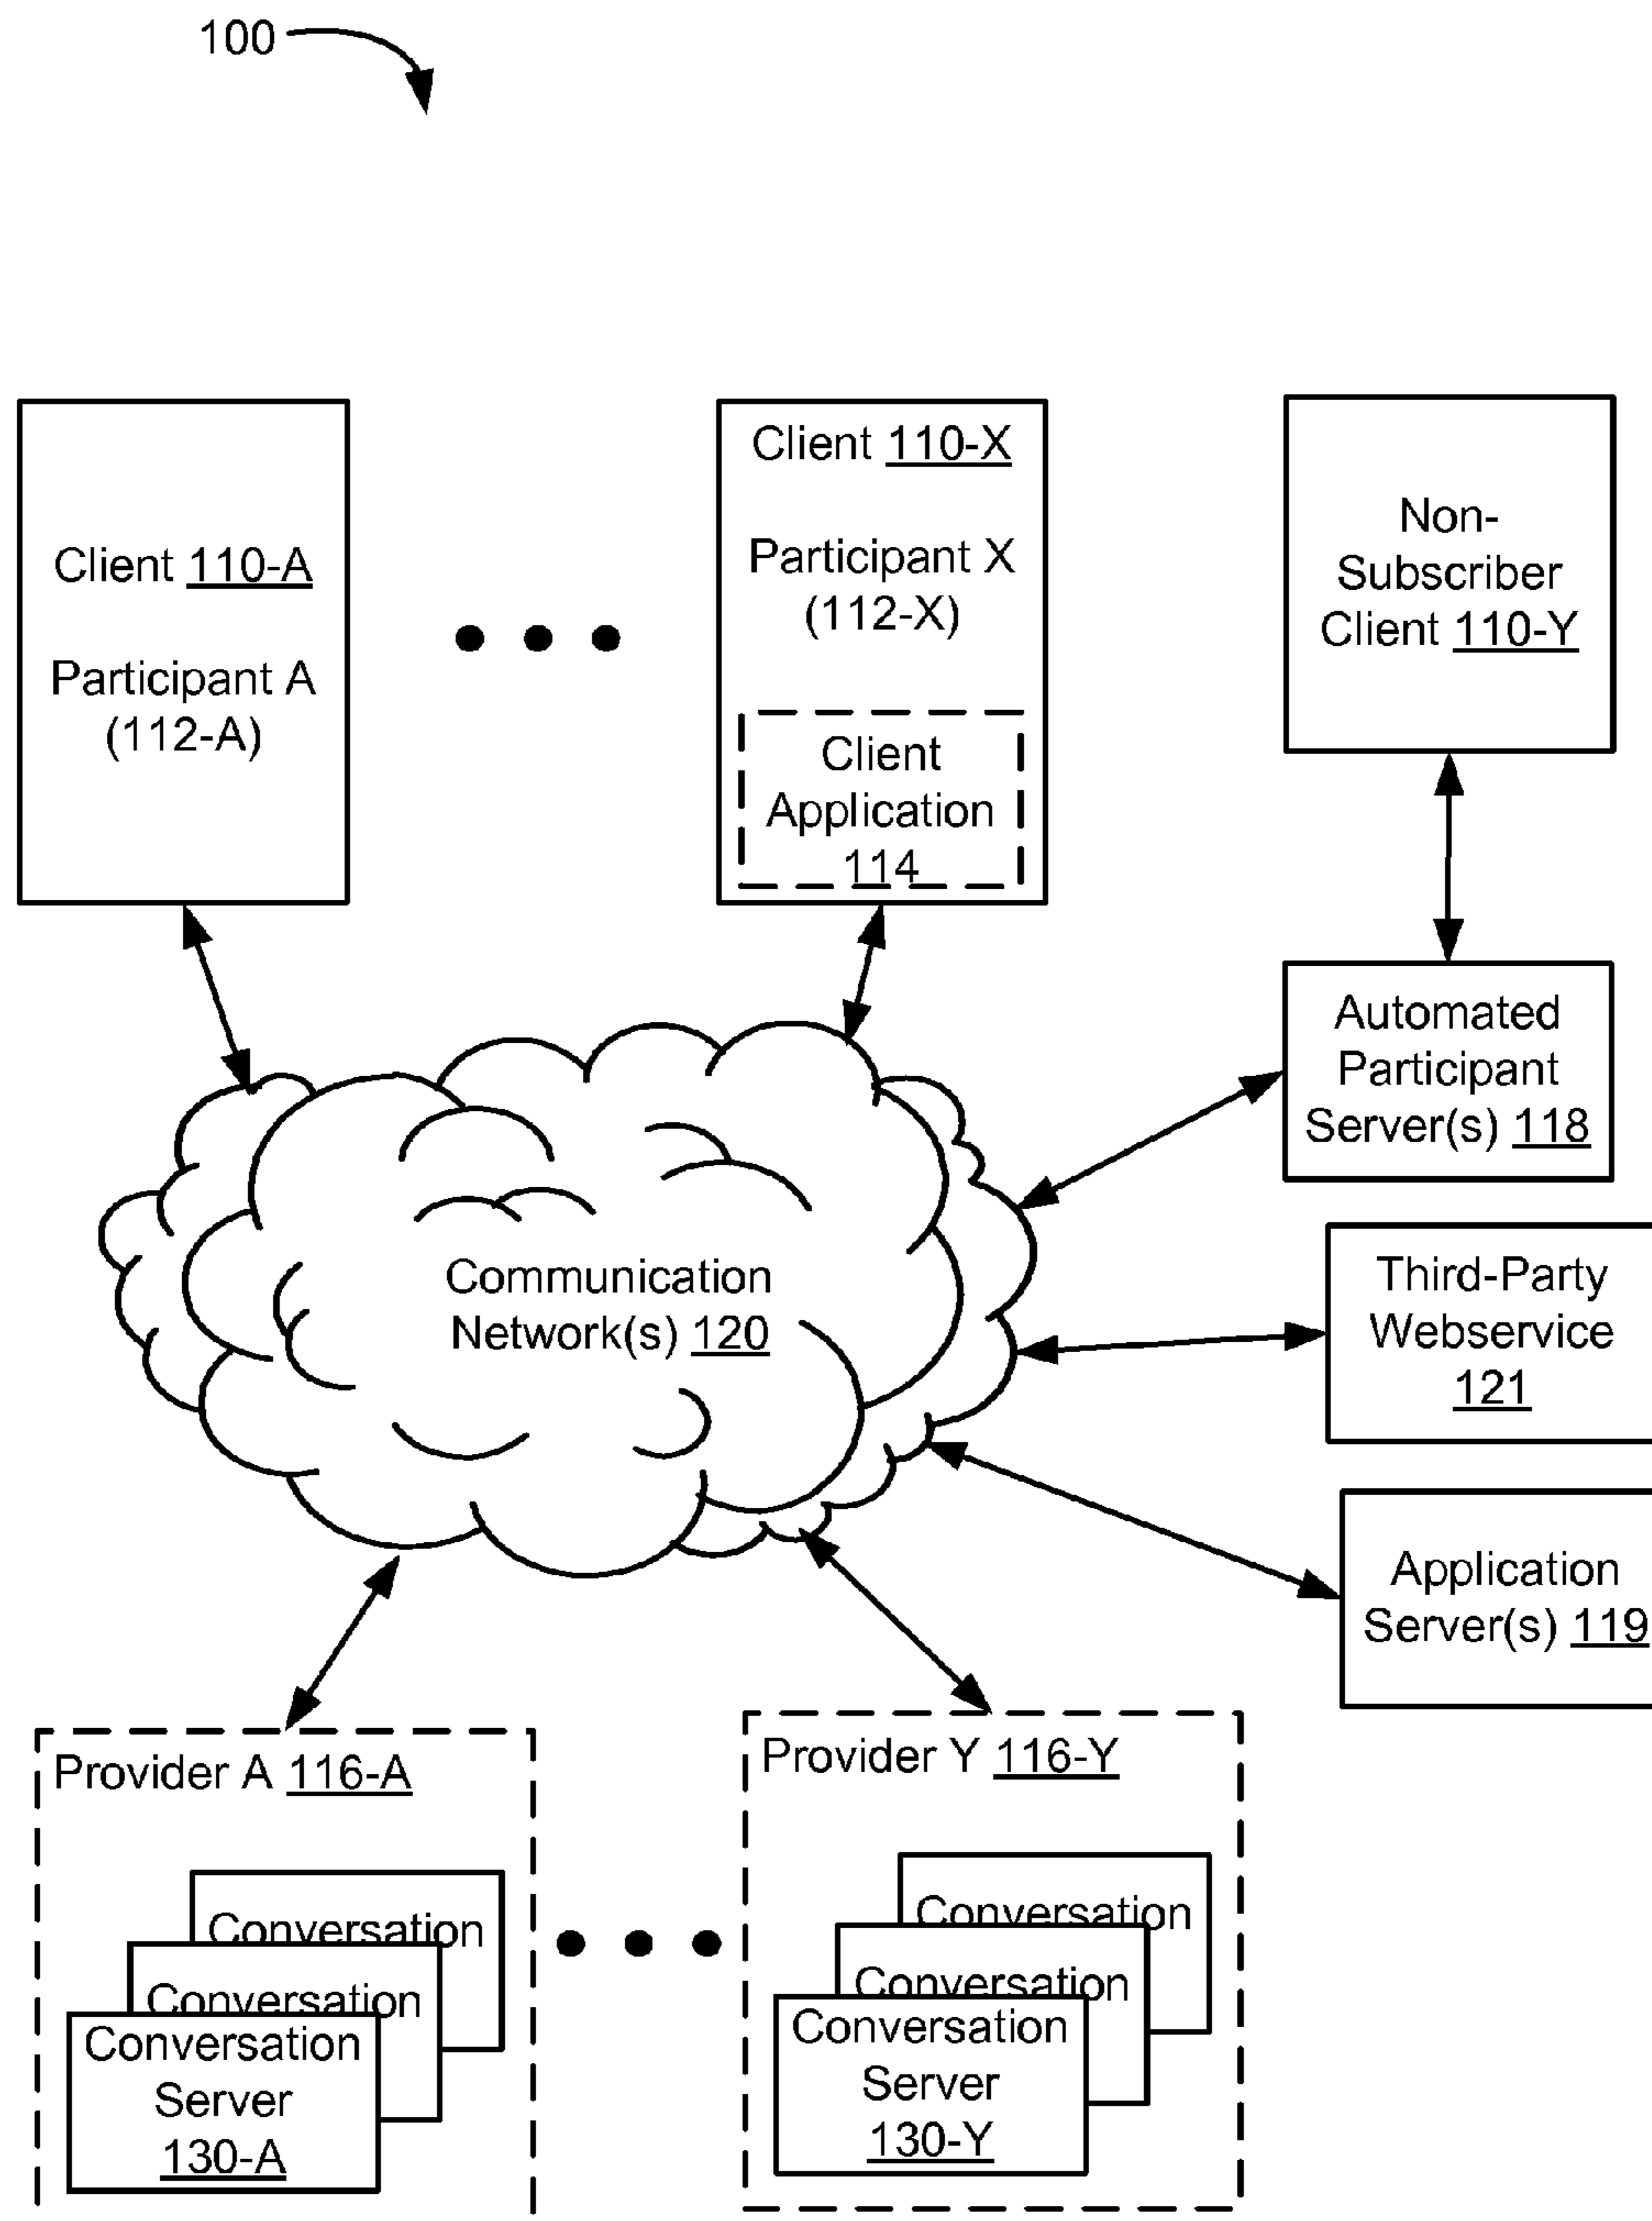 100
Client 110-A
Participant A
(112-A)
Client 110-X
Participant X
(112-X)
Client
Application
114
Non-
Subscriber
Client 110-Y
Automated
Participant
Server(s) 118
Communication
Network(s) 120
Third-Party
Webservice
121
Application
Server(s) 119
Provider A 116-A
Conversation
Conversation
Conversation
Server
130-A
Provider Y 116-Y
Conversation
Conversation
Conversation
Server
130-Y